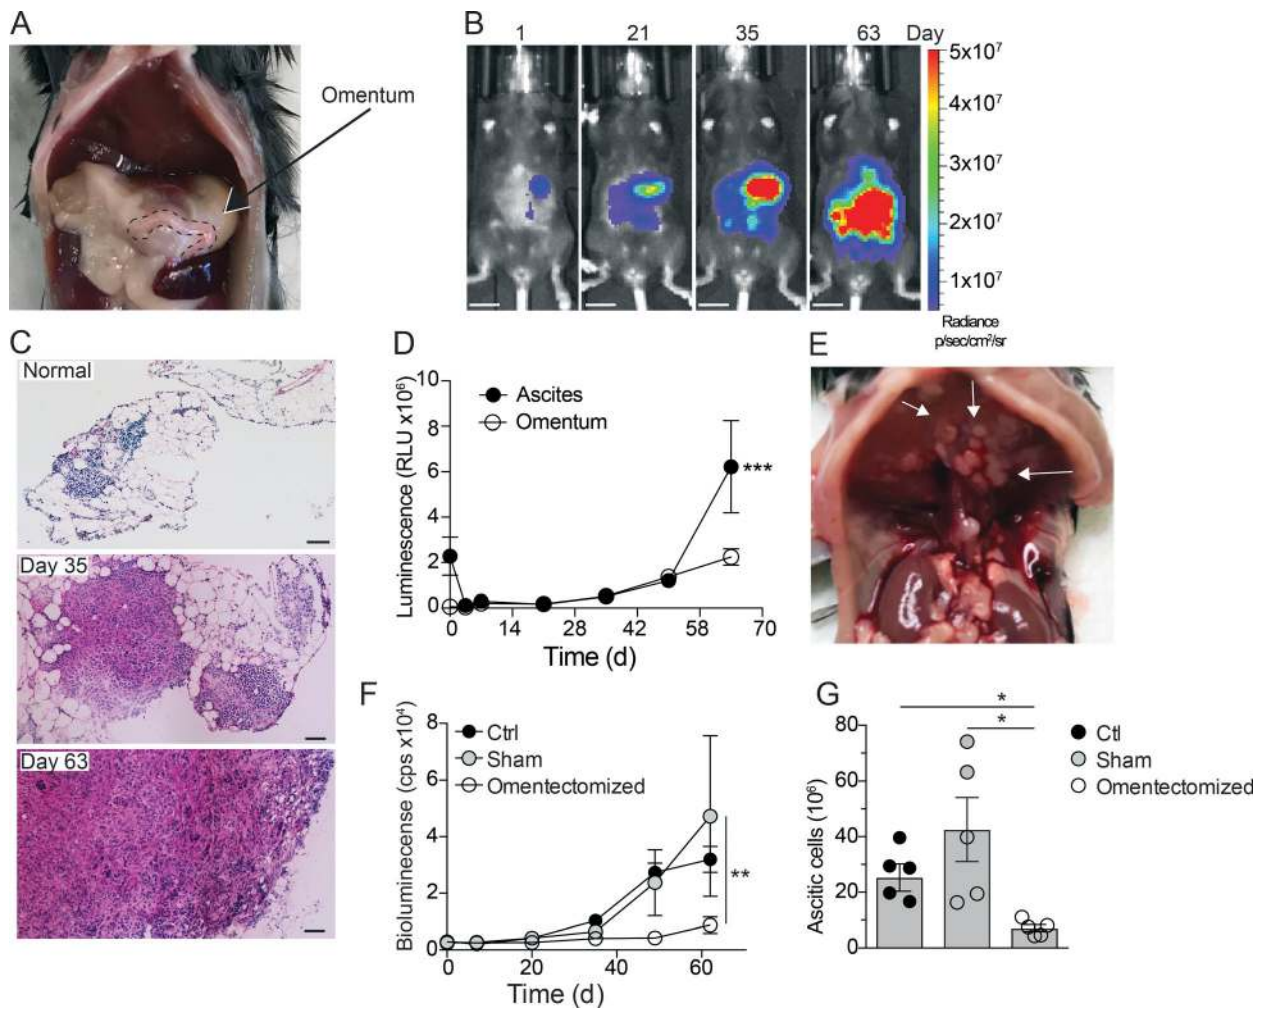 A
Omentum
B
1 21 35 63 Day
5x10⁷
4x10⁷
3x10⁷
2x10⁷
1x10⁷
Radiance
p/sec/cm²/sr
C
Normal
Day 35
Day 63
D
Luminescence (RLU x10⁶)
10
8
6
4
2
0
Ascites
Omentum
***
0 14 28 42 58 70
Time (d)
E
F
Bioluminecense (cps x10⁴)
8
6
4
2
0
Ctrl
Sham
Omentectomized
**
0 20 40 60
Time (d)
G
Ascitic cells (10⁶)
80
60
40
20
0
*
*
Ctl
Sham
Omentectomized